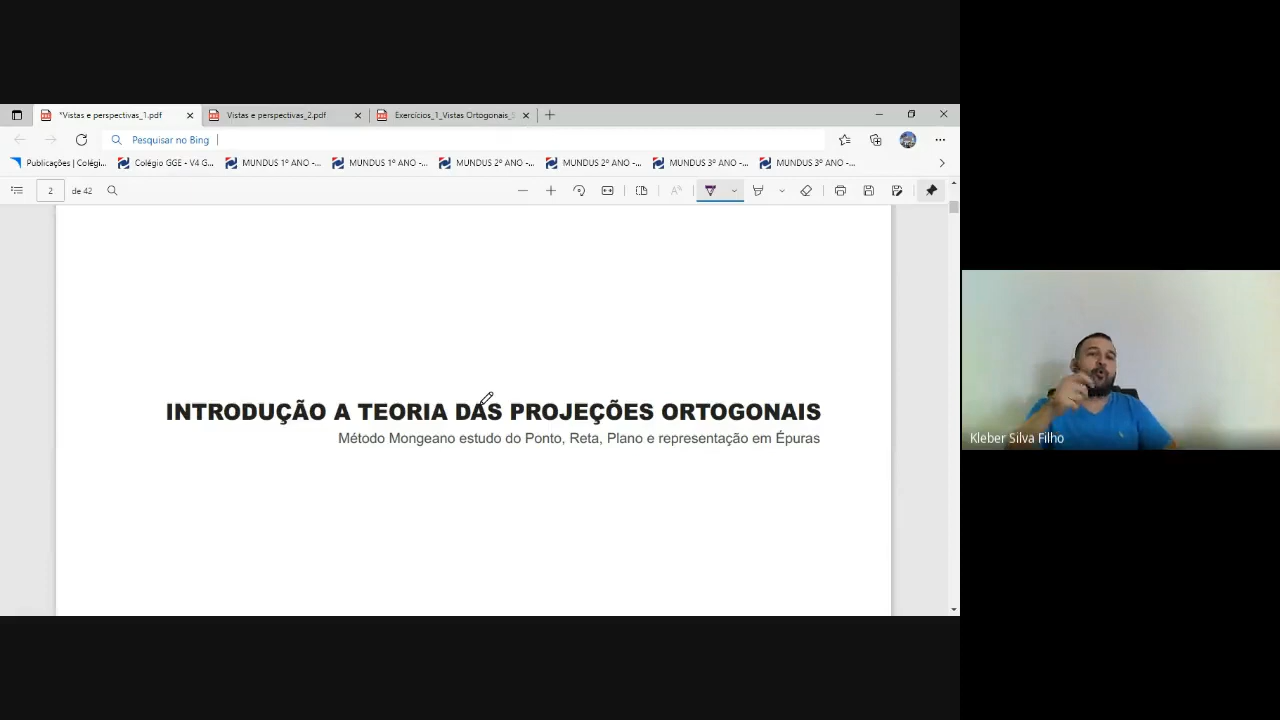 *Vistas e perspectivas_1.pdf
Vistas e perspectivas_2.pdf
Exercícios_1_Vistas Ortogonais_
Pesquisar no Bing
Publicações | Colégi...
Colégio GGE - V4 G...
MUNDUS 1º ANO -...
MUNDUS 1º ANO -...
MUNDUS 2º ANO -...
MUNDUS 2º ANO -...
MUNDUS 3º ANO -...
MUNDUS 3º ANO -...
2 de 42
INTRODUÇÃO A TEORIA DAS PROJEÇÕES ORTOGONAIS
Método Mongeano estudo do Ponto, Reta, Plano e representação em Épuras
Kleber Silva Filho